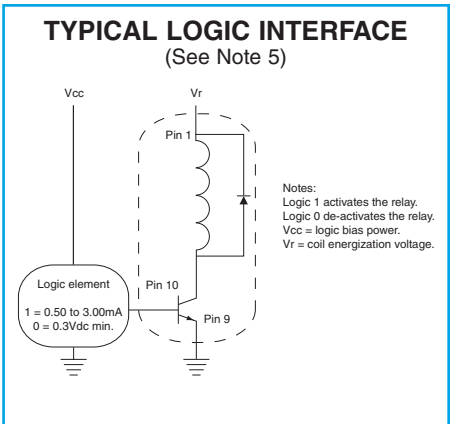 TYPICAL LOGIC INTERFACE
(See Note 5)
Vcc
Vr
Pin 1
Notes:
Logic 1 activates the relay.
Logic 0 de-activates the relay.
Vcc = logic bias power.
Vr = coil energization voltage.
Logic element
1 = 0.50 to 3.00mA
0 = 0.3Vdc min.
Pin 10
Pin 9